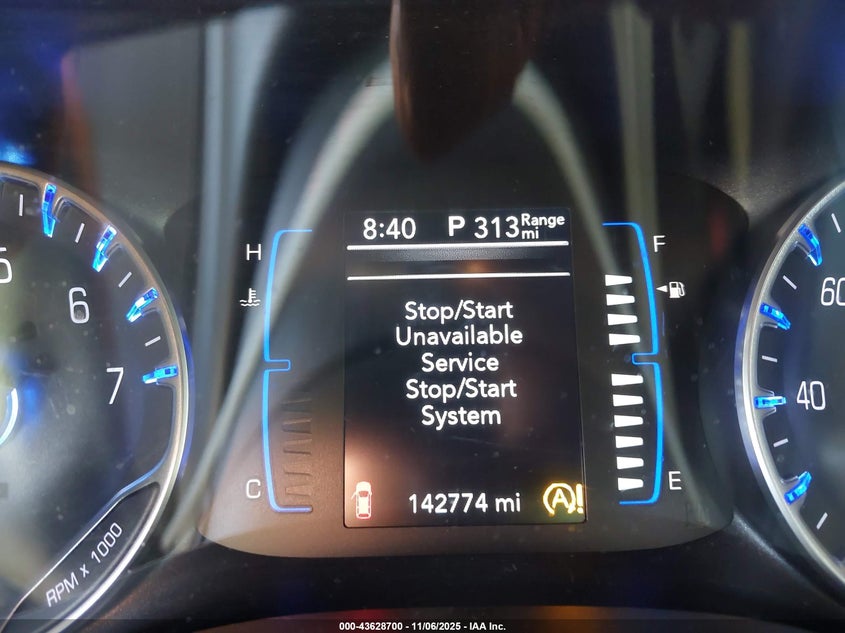 8:40 P 313 Range mi
H
F
Stop/Start
Unavailable
Service
Stop/Start
System
C
E
142774 mi
A!
5
6
7
RPM x 1000
60
40
000-43628700 - 11/06/2025 - IAA Inc.